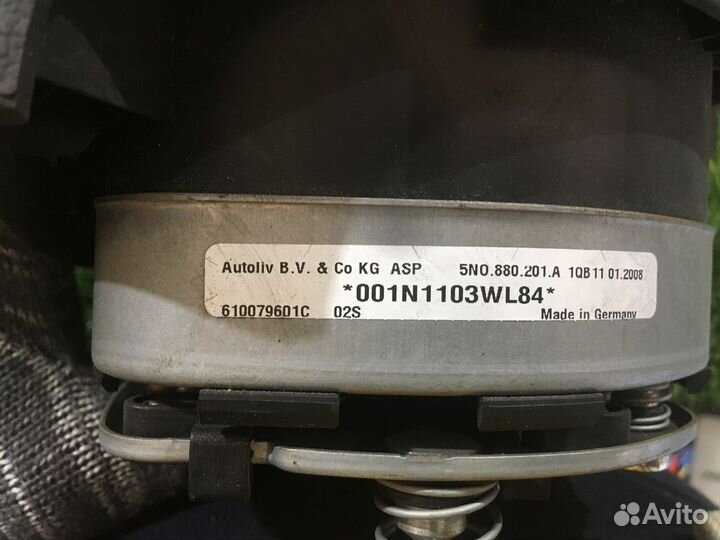 Autoliv B.V. & Co KG ASP 5N0.880.201.A 1QB 11 01.2008
*001N1103WL84*
610079601C 02S Made in Germany
Avito